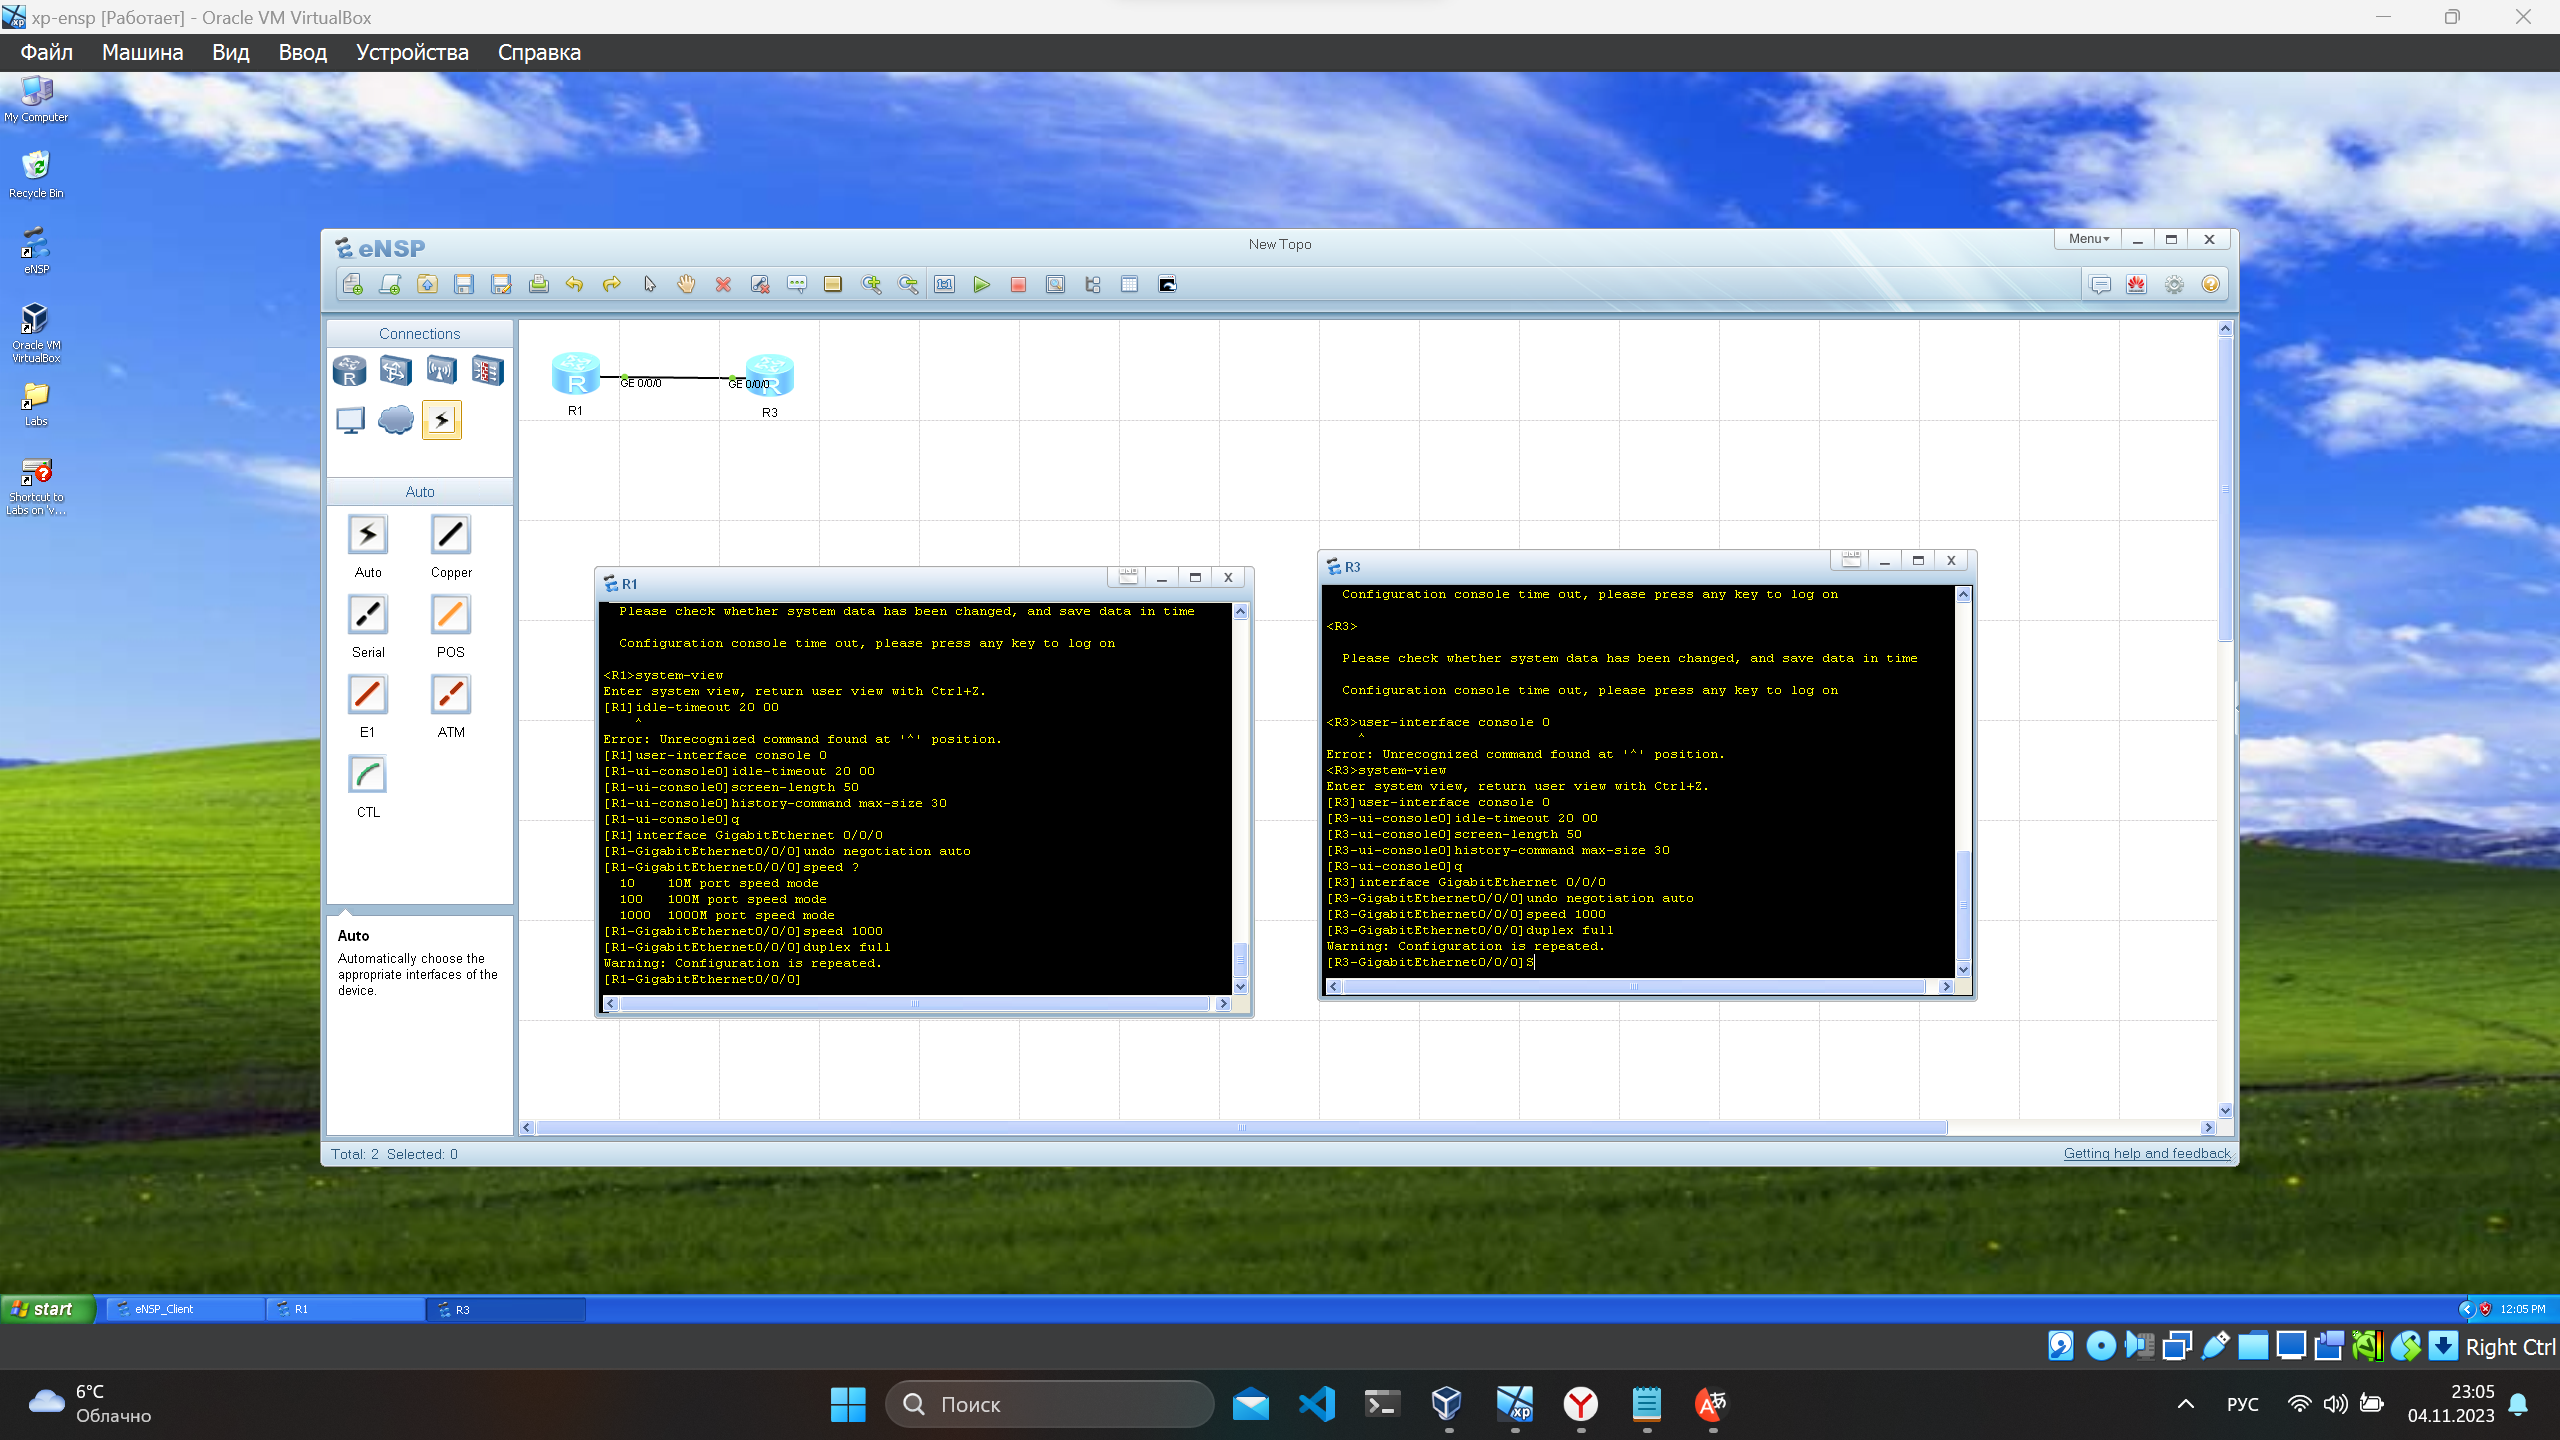 xp-ensp [Работает] - Oracle VM VirtualBox
Файл Машина Вид Ввод Устройства Справка
My Computer
Recycle Bin
eNSP
Oracle VM
VirtualBox
Labs
Shortcut to
Labs on 'v...
eNSP
New Topo
Menu
Connections
Auto
Auto
Copper
Serial
POS
E1
ATM
CTL
Auto
Automatically choose the
appropriate interfaces of the
device.
GE 0/0/0
GE 0/0/0
R1
R3
R1
Please check whether system data has been changed, and save data in time
Configuration console time out, please press any key to log on
<R1>system-view
Enter system view, return user view with Ctrl+Z.
[R1]idle-timeout 20 00
^
Error: Unrecognized command found at '^' position.
[R1]user-interface console 0
[R1-ui-console0]idle-timeout 20 00
[R1-ui-console0]screen-length 50
[R1-ui-console0]history-command max-size 30
[R1-ui-console0]q
[R1]interface GigabitEthernet 0/0/0
[R1-GigabitEthernet0/0/0]undo negotiation auto
[R1-GigabitEthernet0/0/0]speed ?
10 10M port speed mode
100 100M port speed mode
1000 1000M port speed mode
[R1-GigabitEthernet0/0/0]speed 1000
[R1-GigabitEthernet0/0/0]duplex full
Warning: Configuration is repeated.
[R1-GigabitEthernet0/0/0]
R3
Configuration console time out, please press any key to log on
<R3>
Please check whether system data has been changed, and save data in time
Configuration console time out, please press any key to log on
<R3>user-interface console 0
^
Error: Unrecognized command found at '^' position.
<R3>system-view
Enter system view, return user view with Ctrl+Z.
[R3]user-interface console 0
[R3-ui-console0]idle-timeout 20 00
[R3-ui-console0]screen-length 50
[R3-ui-console0]history-command max-size 30
[R3-ui-console0]q
[R3]interface GigabitEthernet 0/0/0
[R3-GigabitEthernet0/0/0]undo negotiation auto
[R3-GigabitEthernet0/0/0]speed 1000
[R3-GigabitEthernet0/0/0]duplex full
Warning: Configuration is repeated.
[R3-GigabitEthernet0/0/0]S
Total: 2 Selected: 0
Getting help and feedback
start
eNSP_Client
R1
R3
12:05 PM
Right Ctrl
6°C
Облачно
Поиск
РУС
23:05
04.11.2023